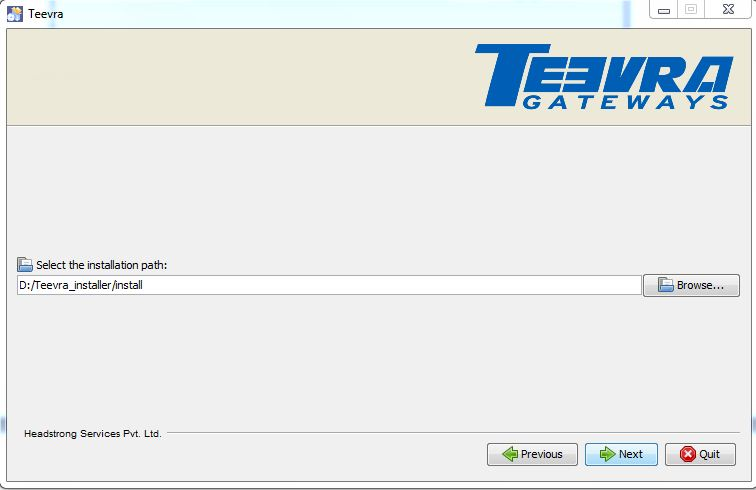 Teevra
TEEVRA
GATEWAYS
Select the installation path:
D:/Teevra_installer/install
Browse...
Headstrong Services Pvt. Ltd.
Previous
Next
Quit